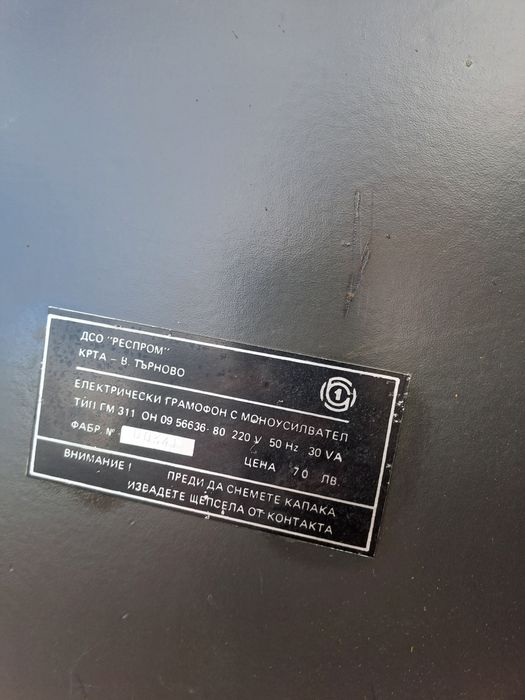 ДСО "РЕСПРОМ"
КРТА – В. ТЪРНОВО
1
ЕЛЕКТРИЧЕСКИ ГРАМОФОН С МОНОУСИЛВАТЕЛ
ТИП ГМ 311 ОН 09 56636-80 220 V 50 Hz 30 VA
ФАБР. №
ЦЕНА 70 ЛВ.
ВНИМАНИЕ! ПРЕДИ ДА СНЕМЕТЕ КАПАКА
ИЗВАДЕТЕ ЩЕПСЕЛА ОТ КОНТАКТА